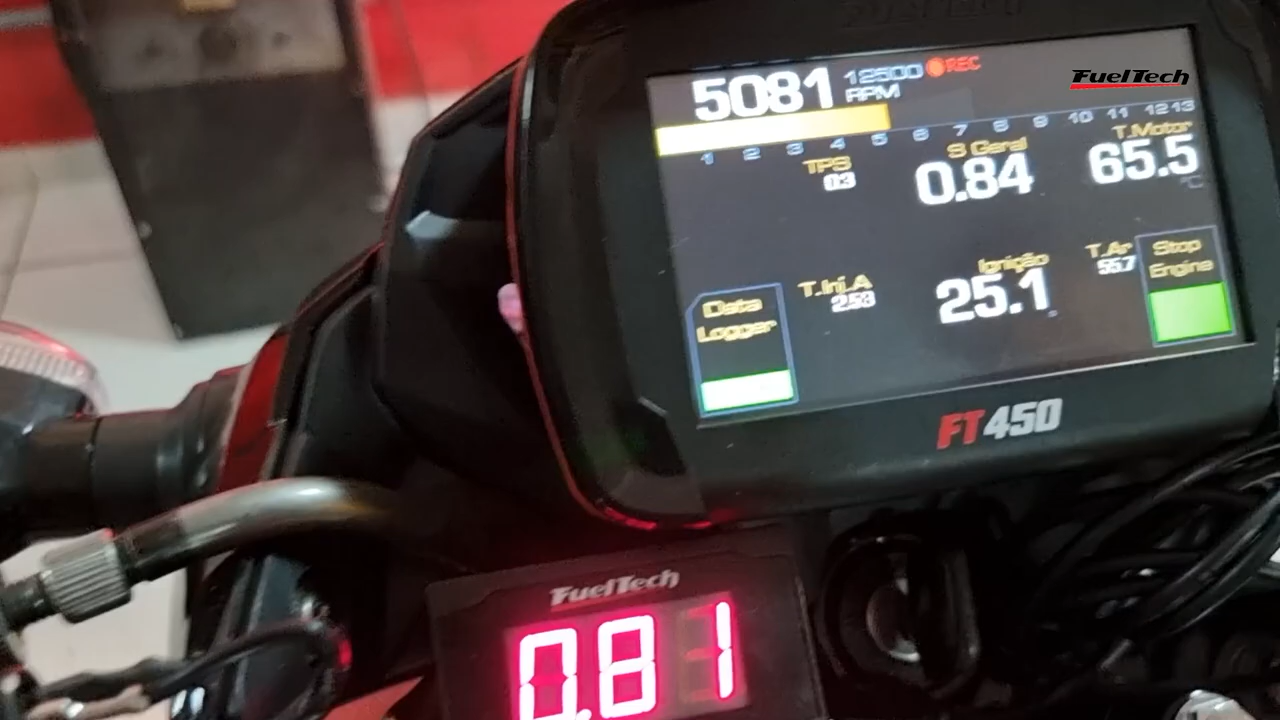 5081 12500 RPM REC
FuelTech
1 2 3 4 5 6 7 8 9 10 11 12 13
TPS
0.3
S Geral
0.84
T.Motor
65.5
°C
Data
Logger
T.Inj.A
2.53
Ignição
25.1
T.Ar
55.7
Stop
Engine
FT450
FuelTech
0.81